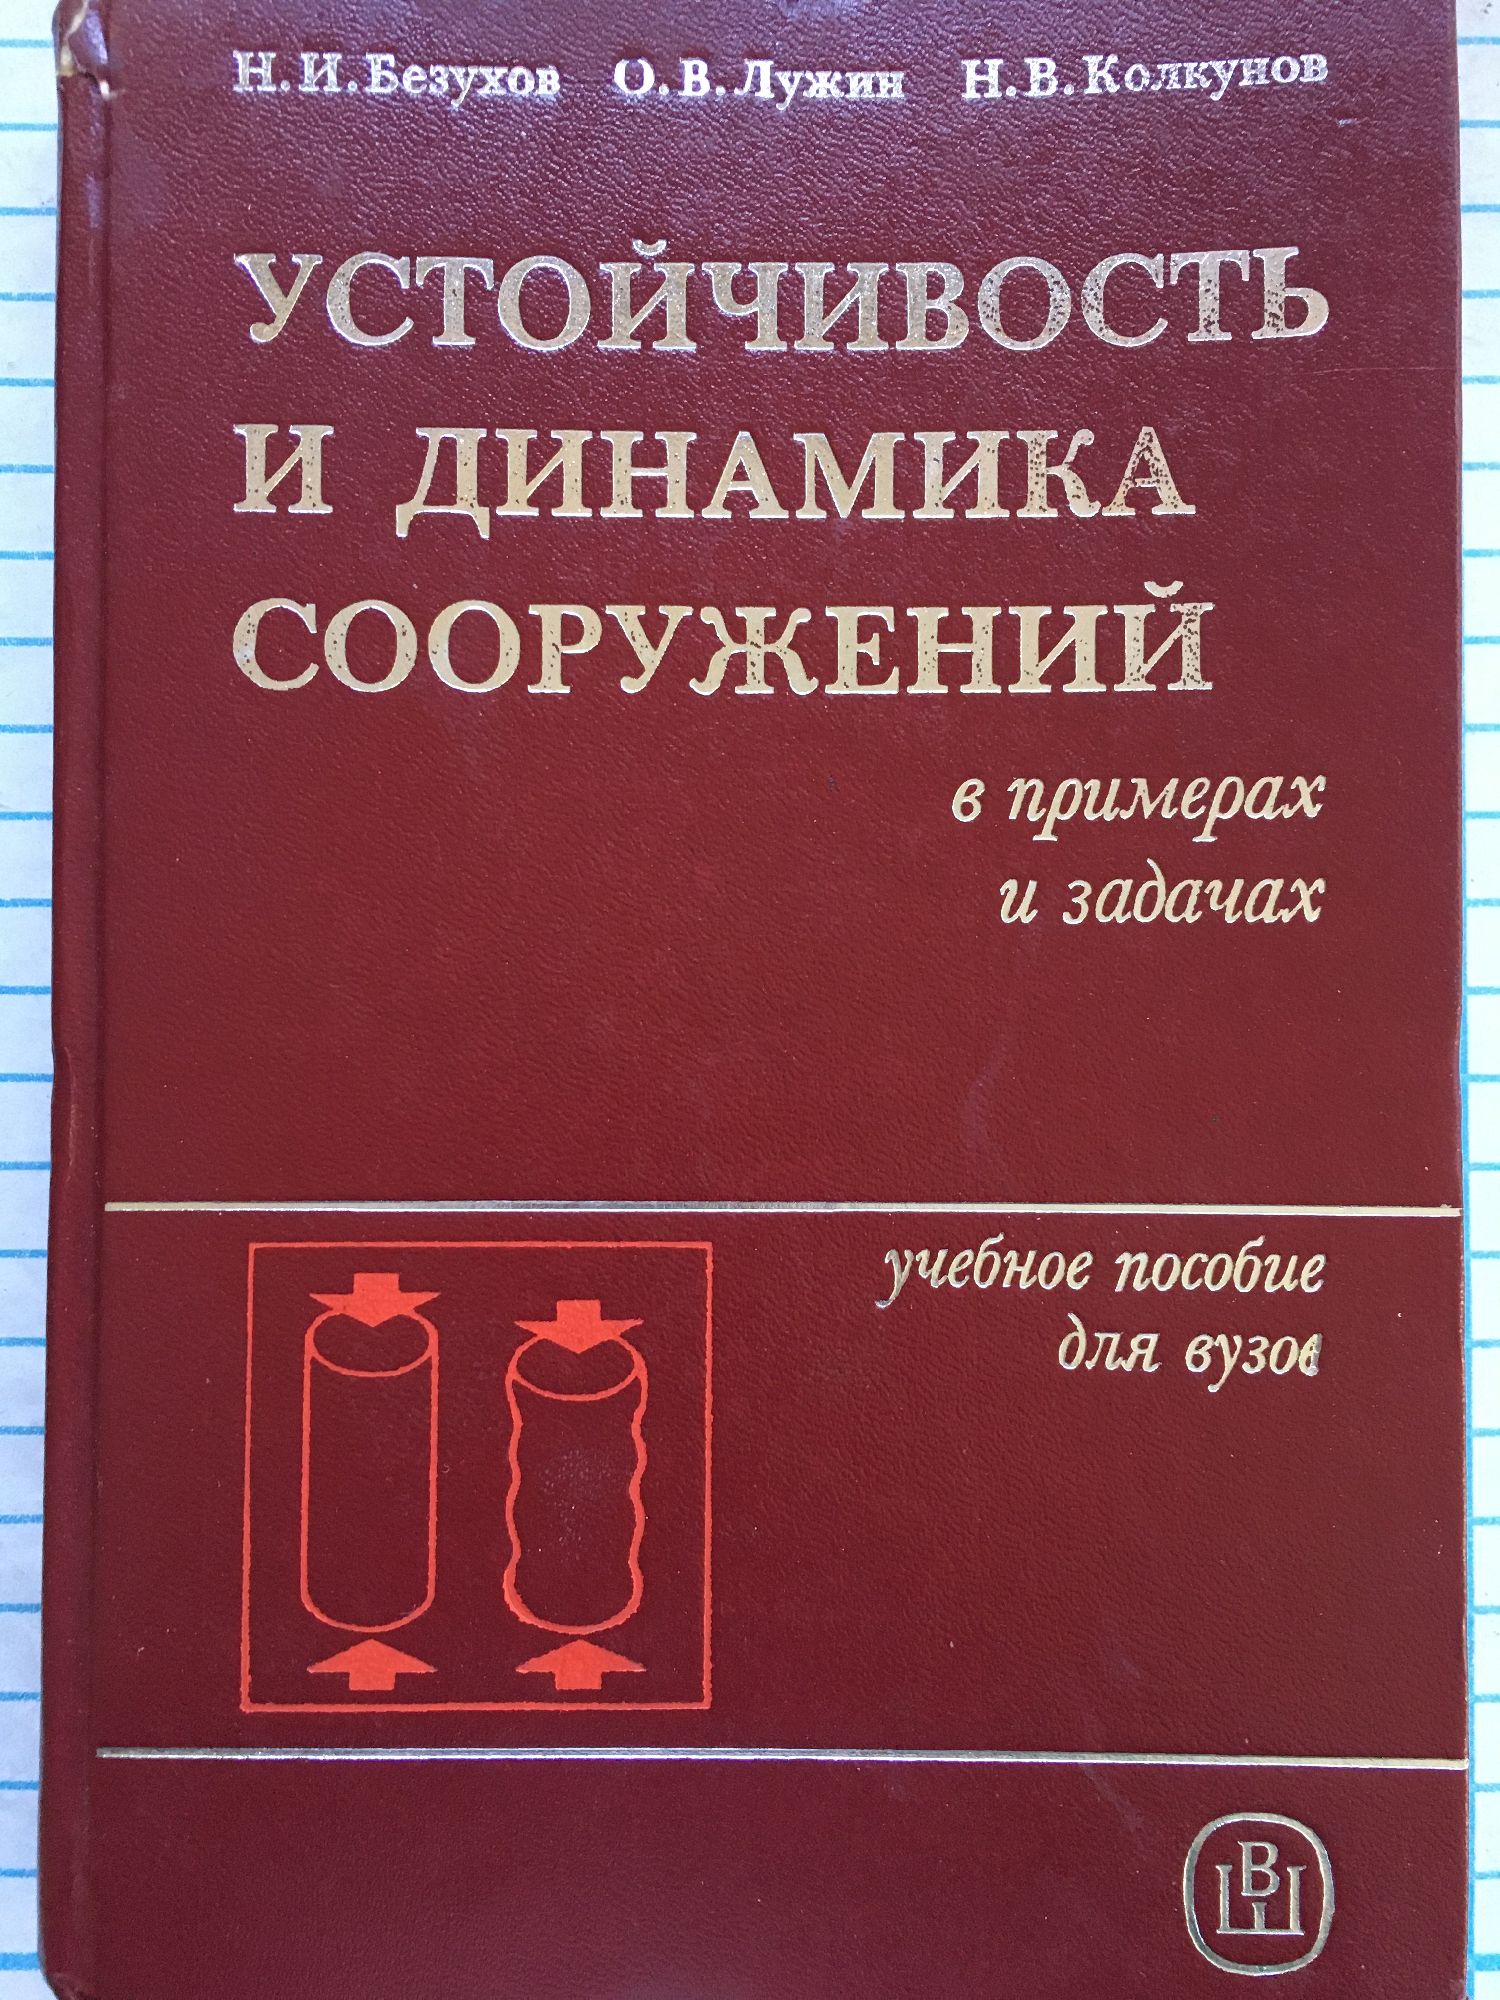 Н.И.Безухов О.В.Лужин Н.В.Колкунов
УСТОЙЧИВОСТЬ
И ДИНАМИКА
СООРУЖЕНИЙ
в примерах
и задачах
учебное пособие
для вузов
ВШ